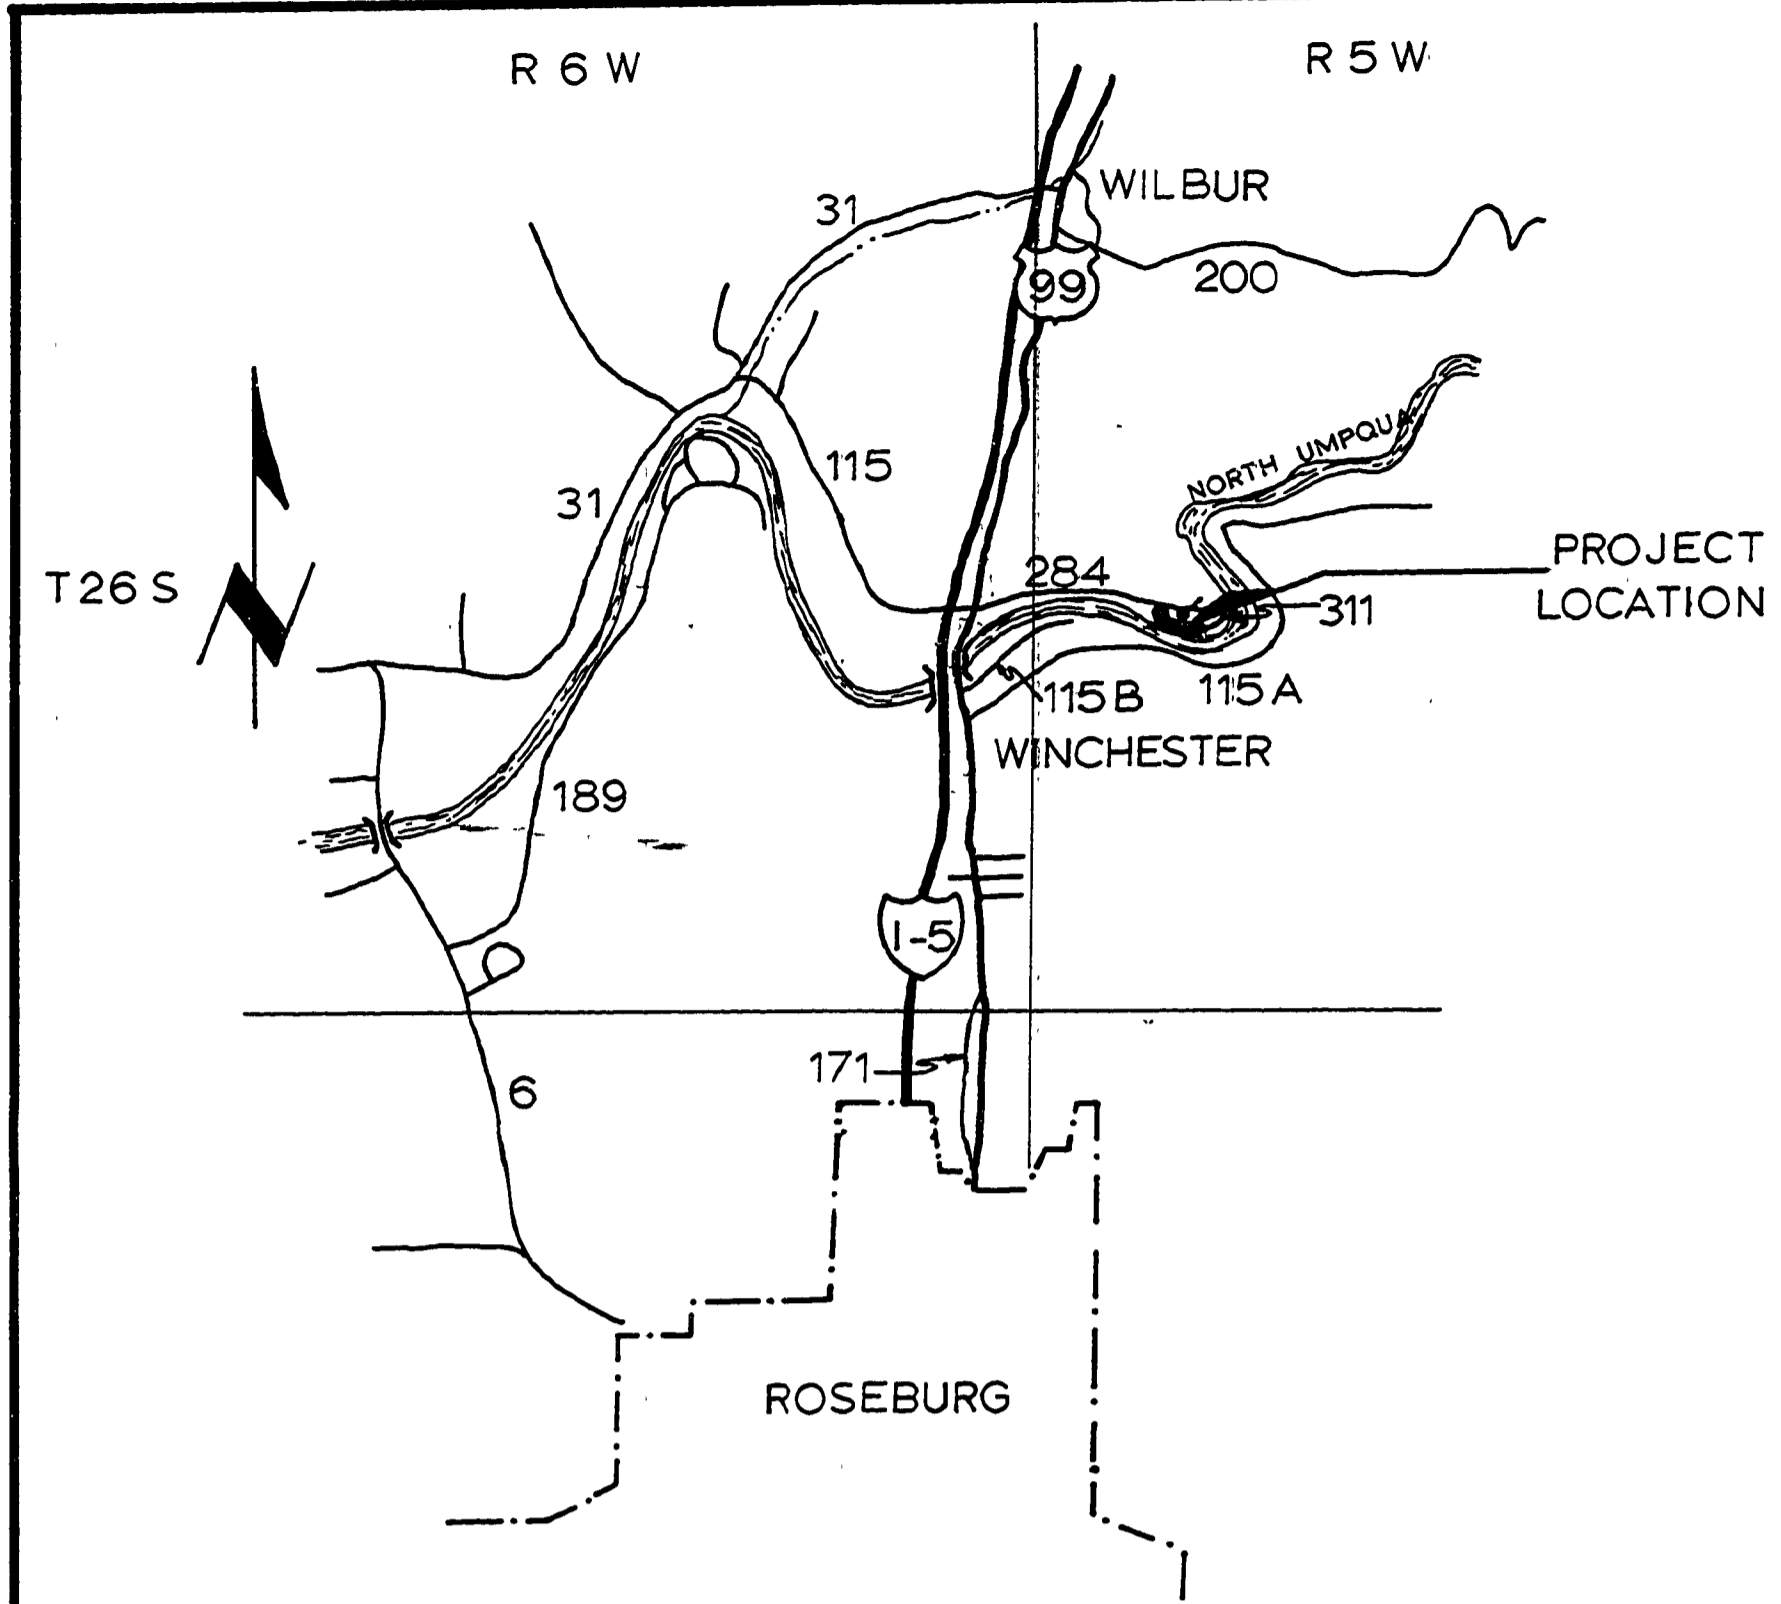 R 6 W
R 5 W
WILBUR
31
200
99
NORTH UMPQUA
115
31
PROJECT
LOCATION
284
T 26 S
311
115 B
115 A
WINCHESTER
189
I-5
171
6
ROSEBURG